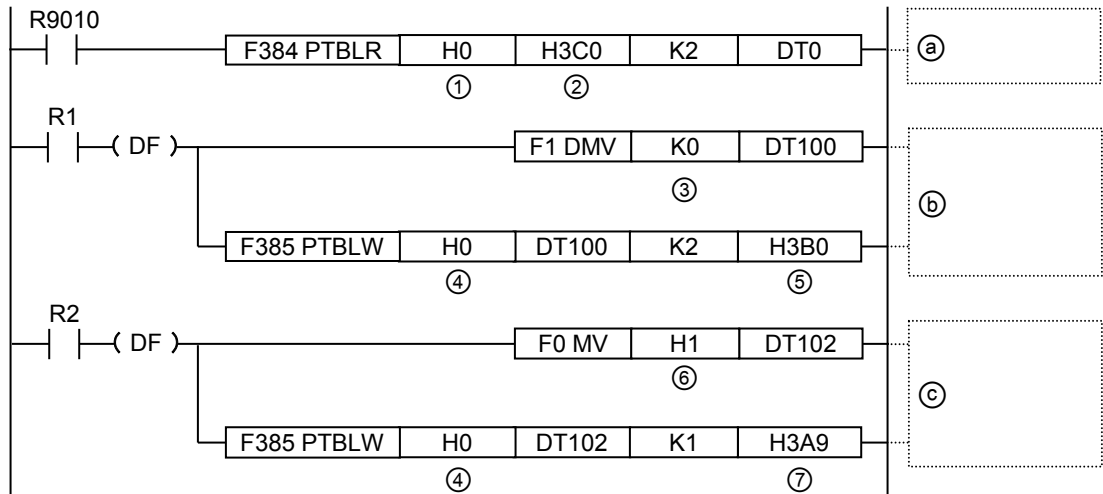 R9010
F384 PTBLR H0 H3C0 K2 DT0 ⓐ
① ②
R1
( DF ) F1 DMV K0 DT100
③ ⓑ
F385 PTBLW H0 DT100 K2 H3B0
④ ⑤
R2
( DF ) F0 MV H1 DT102
⑥ ⓒ
F385 PTBLW H0 DT102 K1 H3A9
④ ⑦